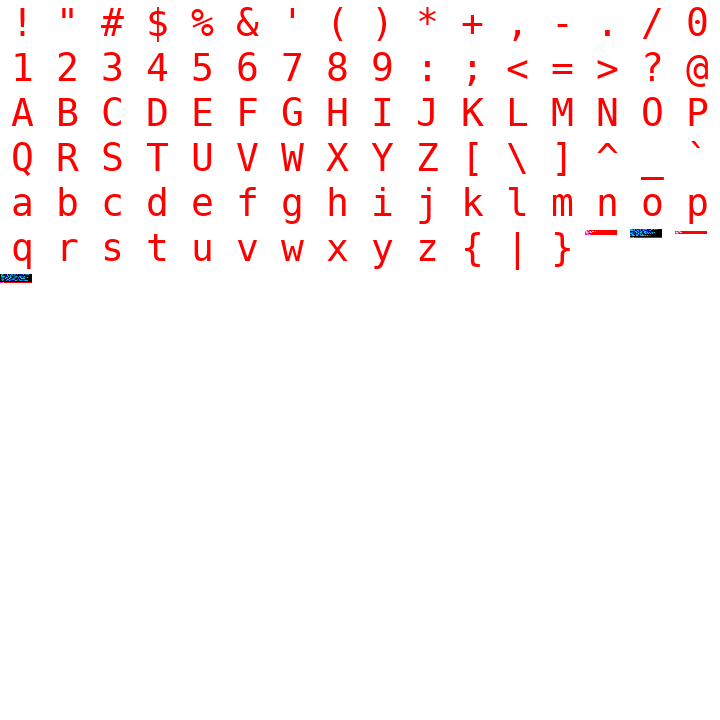 ! " # $ % & ' ( ) * + , - . / 0
1 2 3 4 5 6 7 8 9 : ; < = > ? @
A B C D E F G H I J K L M N O P
Q R S T U V W X Y Z [ \ ] ^ _ `
a b c d e f g h i j k l m n o p
q r s t u v w x y z { | }